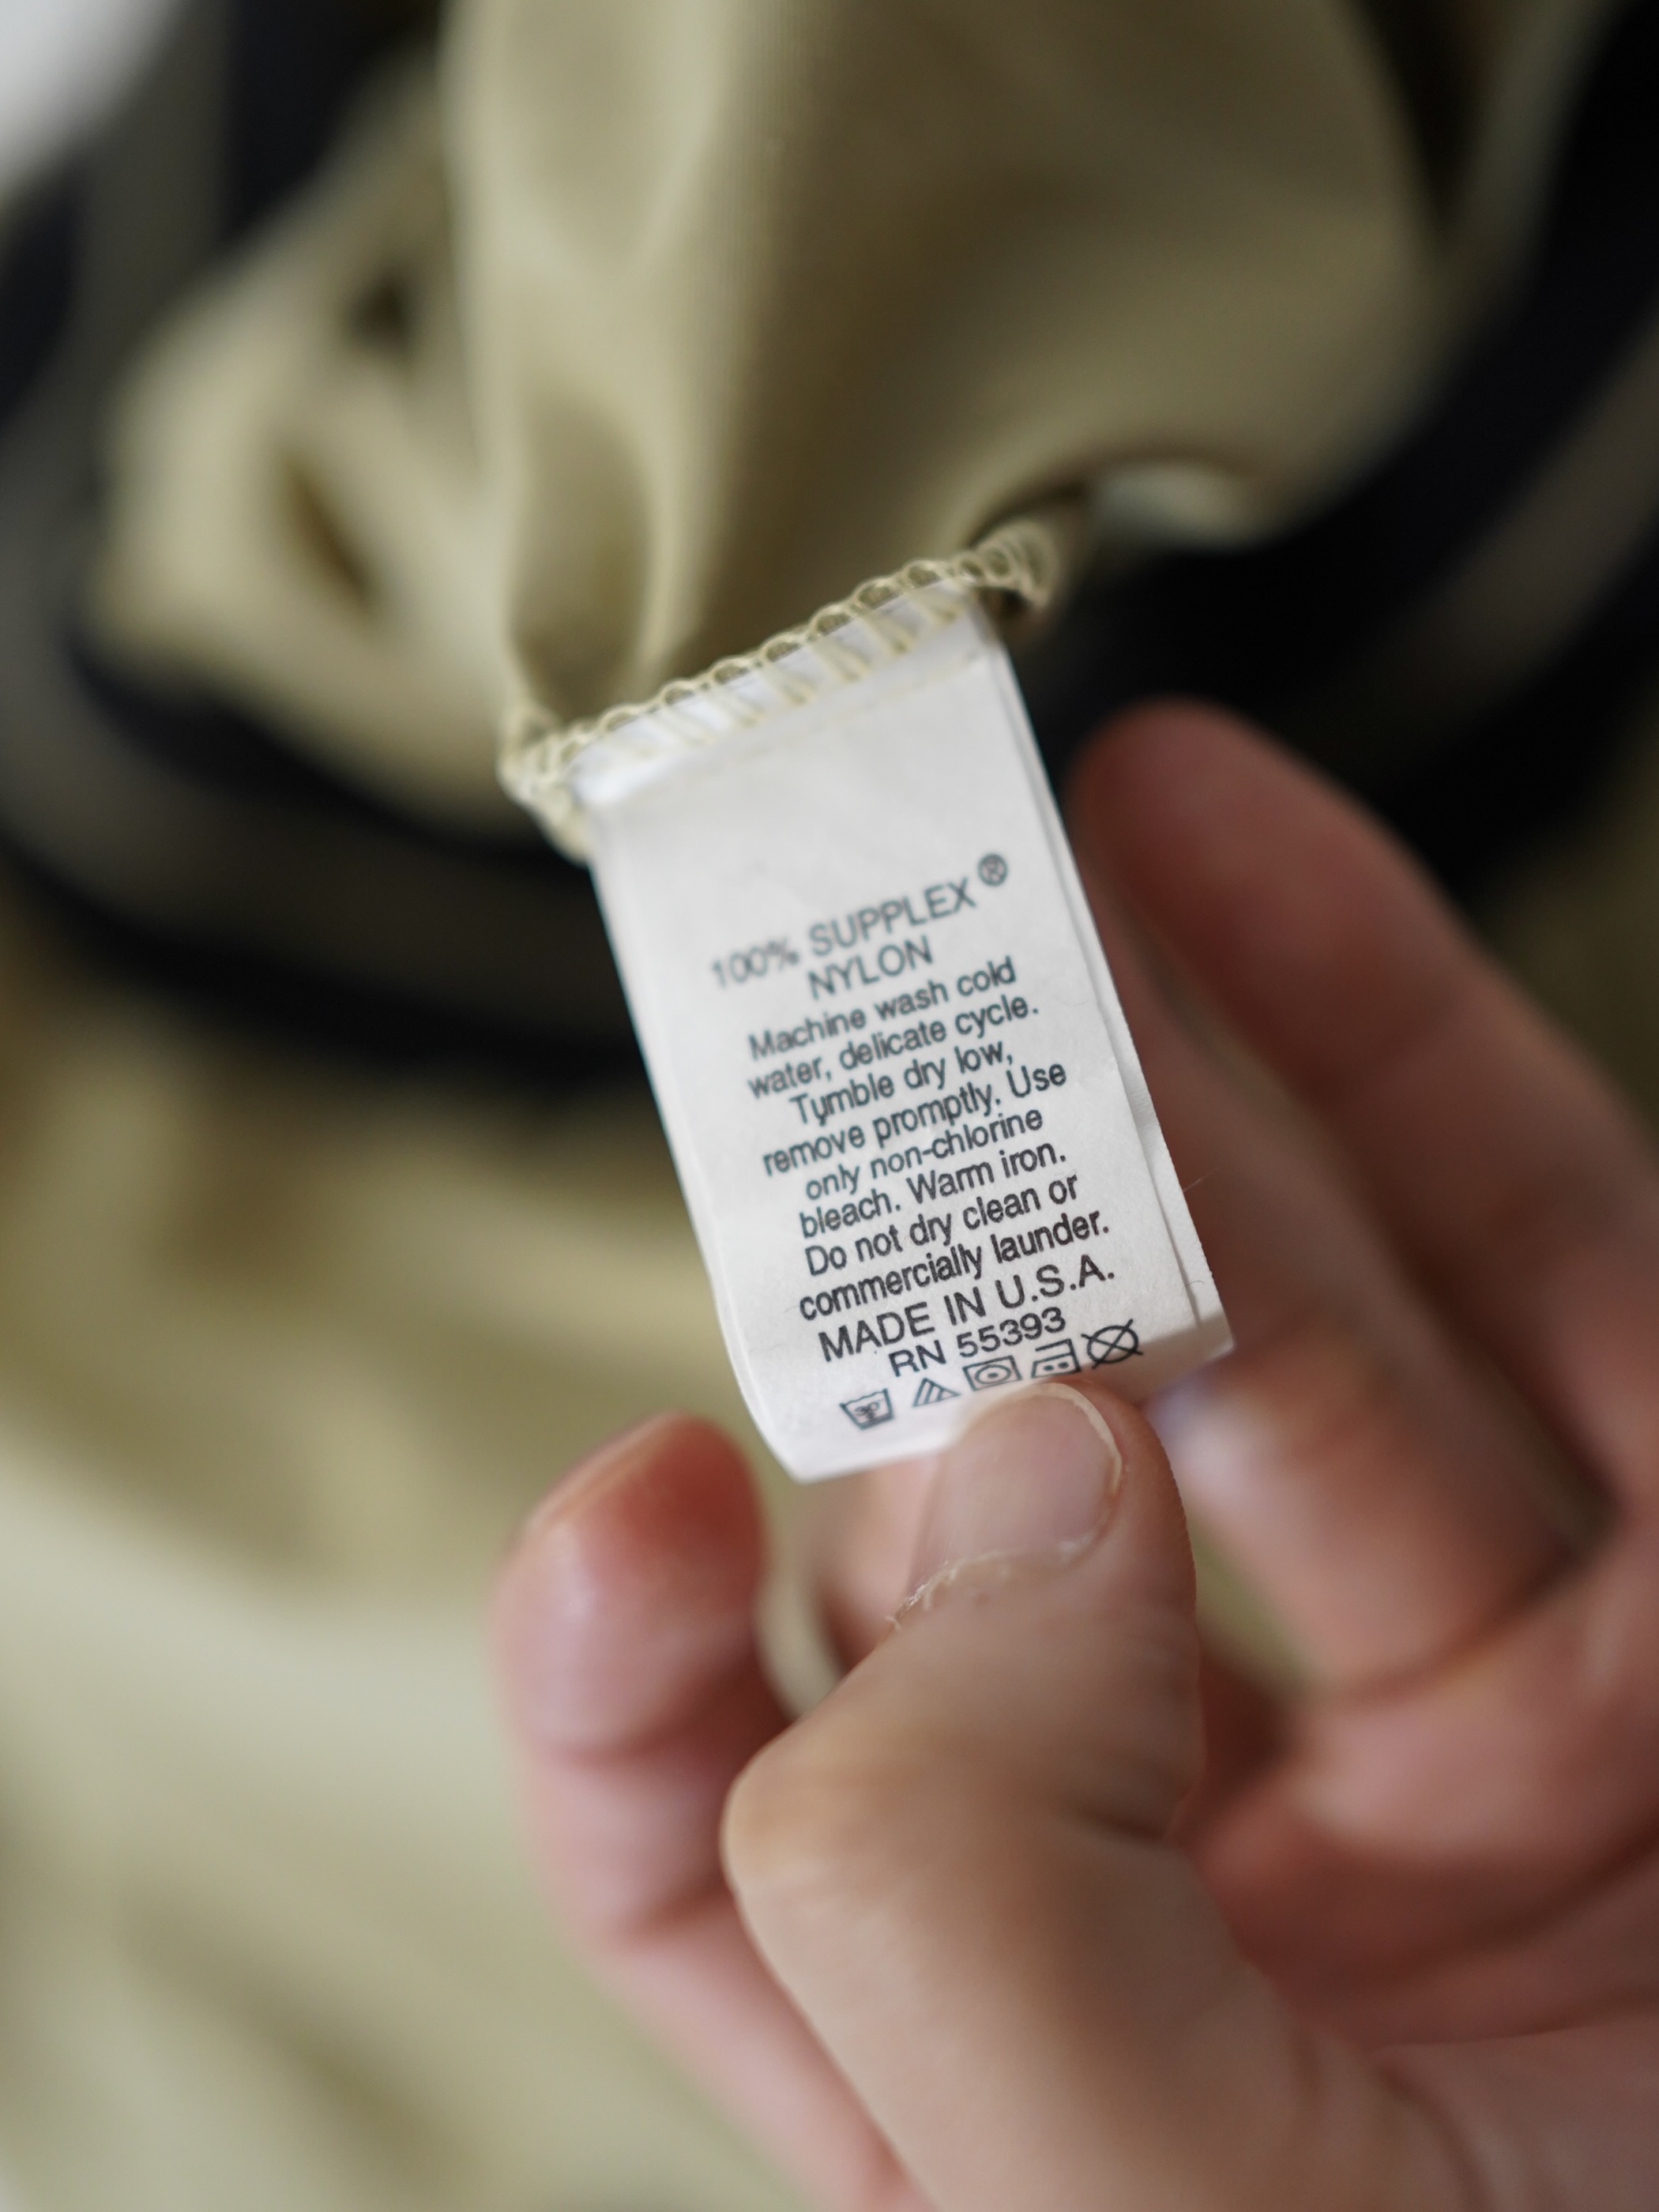 100% SUPPLEX®
NYLON
Machine wash cold
water, delicate cycle.
Tumble dry low,
remove promptly. Use
only non-chlorine
bleach. Warm iron.
Do not dry clean or
commercially launder.
MADE IN U.S.A.
RN 55393